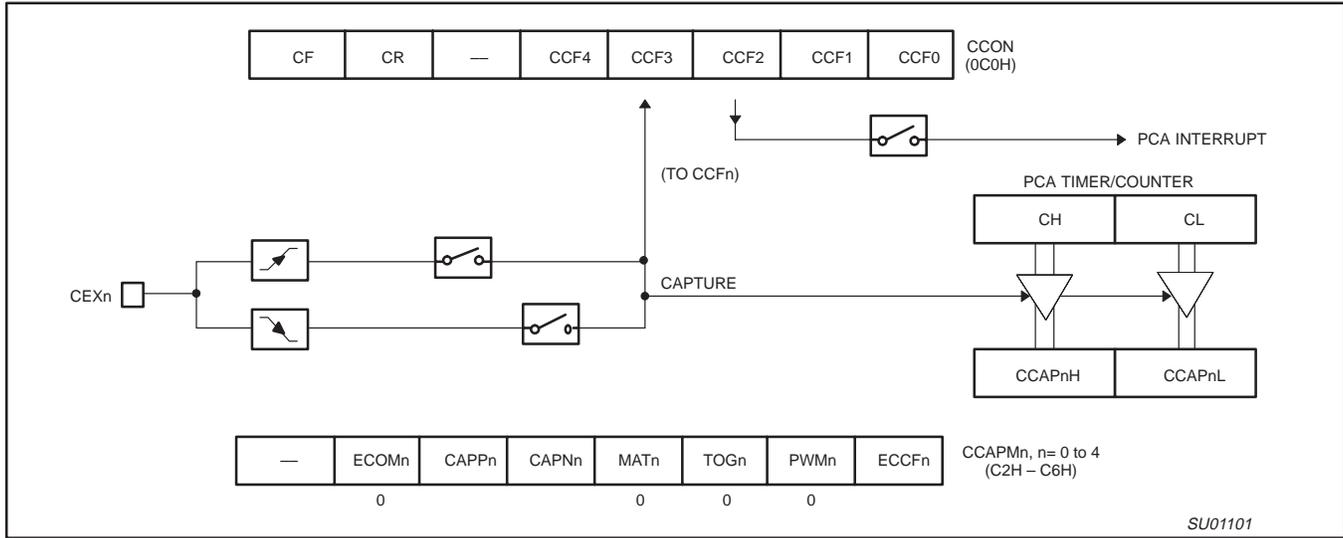 CF CR — CCF4 CCF3 CCF2 CCF1 CCF0
CCON
(0C0H)
PCA INTERRUPT
(TO CCFn)
PCA TIMER/COUNTER
CH CL
CEXn
CAPTURE
CCAPnH CCAPnL
— ECOMn CAPPn CAPNn MATn TOGn PWMn ECCFn
CCAPMn, n= 0 to 4
(C2H – C6H)
0 0 0 0
SU01101